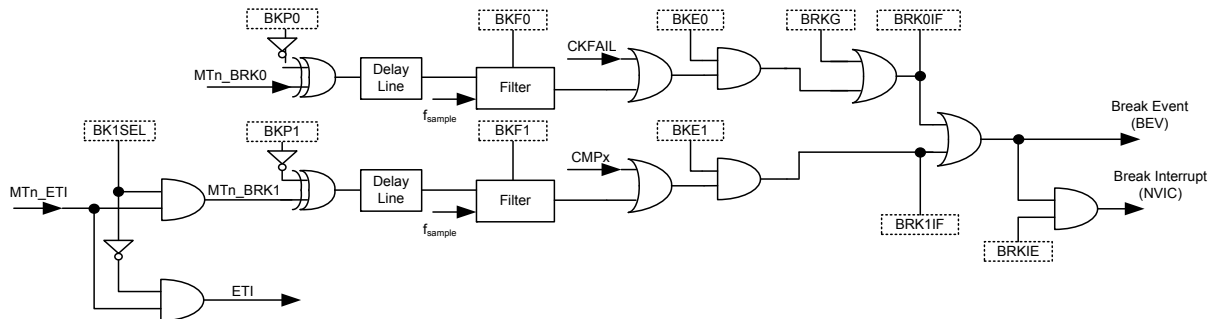 BKP0
BKF0
BKE0
BRKG
BRK0IF
CKFAIL
MTn_BRK0
Delay
Line
Filter
fsample
Break Event
(BEV)
BK1SEL
BKP1
BKF1
BKE1
CMPx
MTn_ETI
MTn_BRK1
Delay
Line
Filter
fsample
Break Interrupt
(NVIC)
BRK1IF
BRKIE
ETI